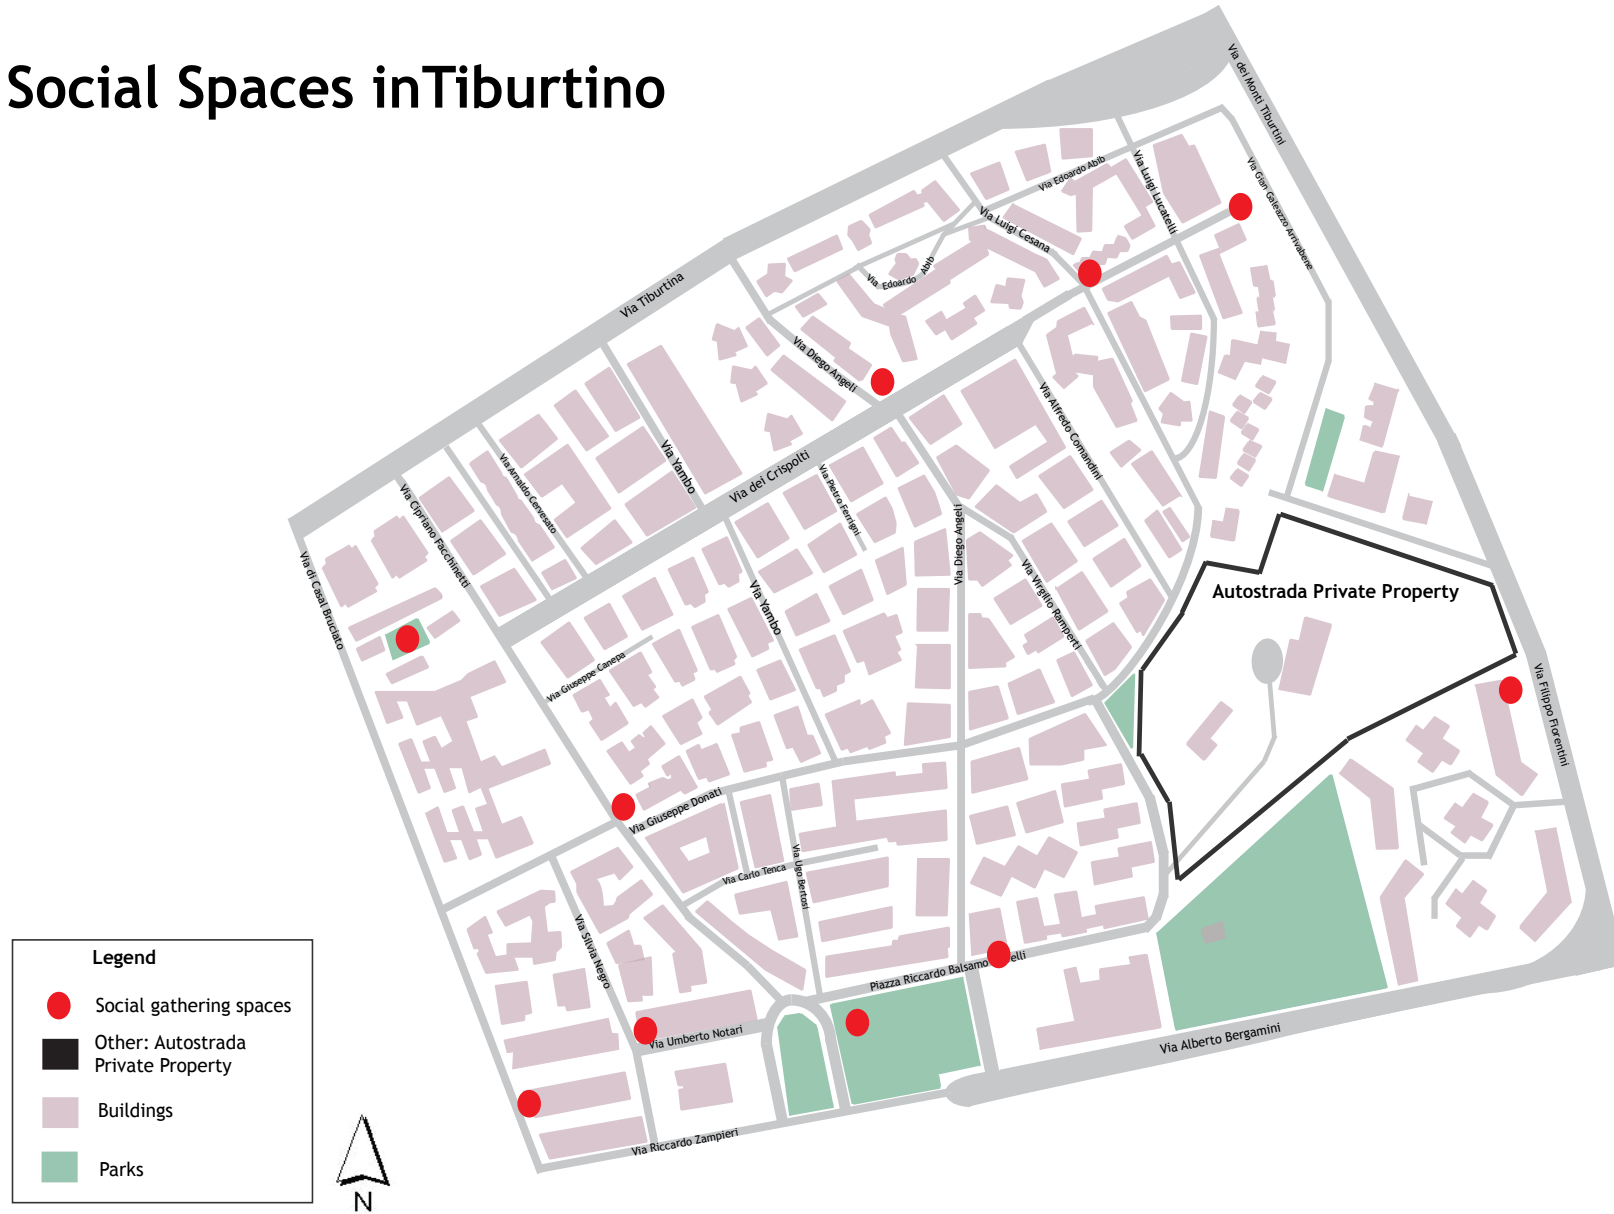 Social Spaces inTiburtino
Via dei Monti Tiburtini
Via Edoardo Abib
Via Luigi Lucatelli
Via Gian Galeazzo Arrivabene
Via Luigi Cesana
Via Edoardo Abib
Via Tiburtina
Via Diego Angeli
Via Alfredo Comandini
Via Yambo
Via dei Crispolti
Via Arnaldo Cervesato
Via Pietro Ferrigni
Via Cipriano Facchinetti
Via di Casal Bruciato
Via Diego Angeli
Via Virgilio Ramperti
Via Yambo
Autostrada Private Property
Via Giuseppe Canepa
Via Filippo Fiorentini
Via Giuseppe Donati
Via Carlo Tenca
Via Ugo Bertosi
Via Silvia Negro
Piazza Riccardo Balsamo elli
Via Umberto Notari
Via Alberto Bergamini
Via Riccardo Zampieri
Legend
Social gathering spaces
Other: Autostrada
Private Property
Buildings
Parks
N